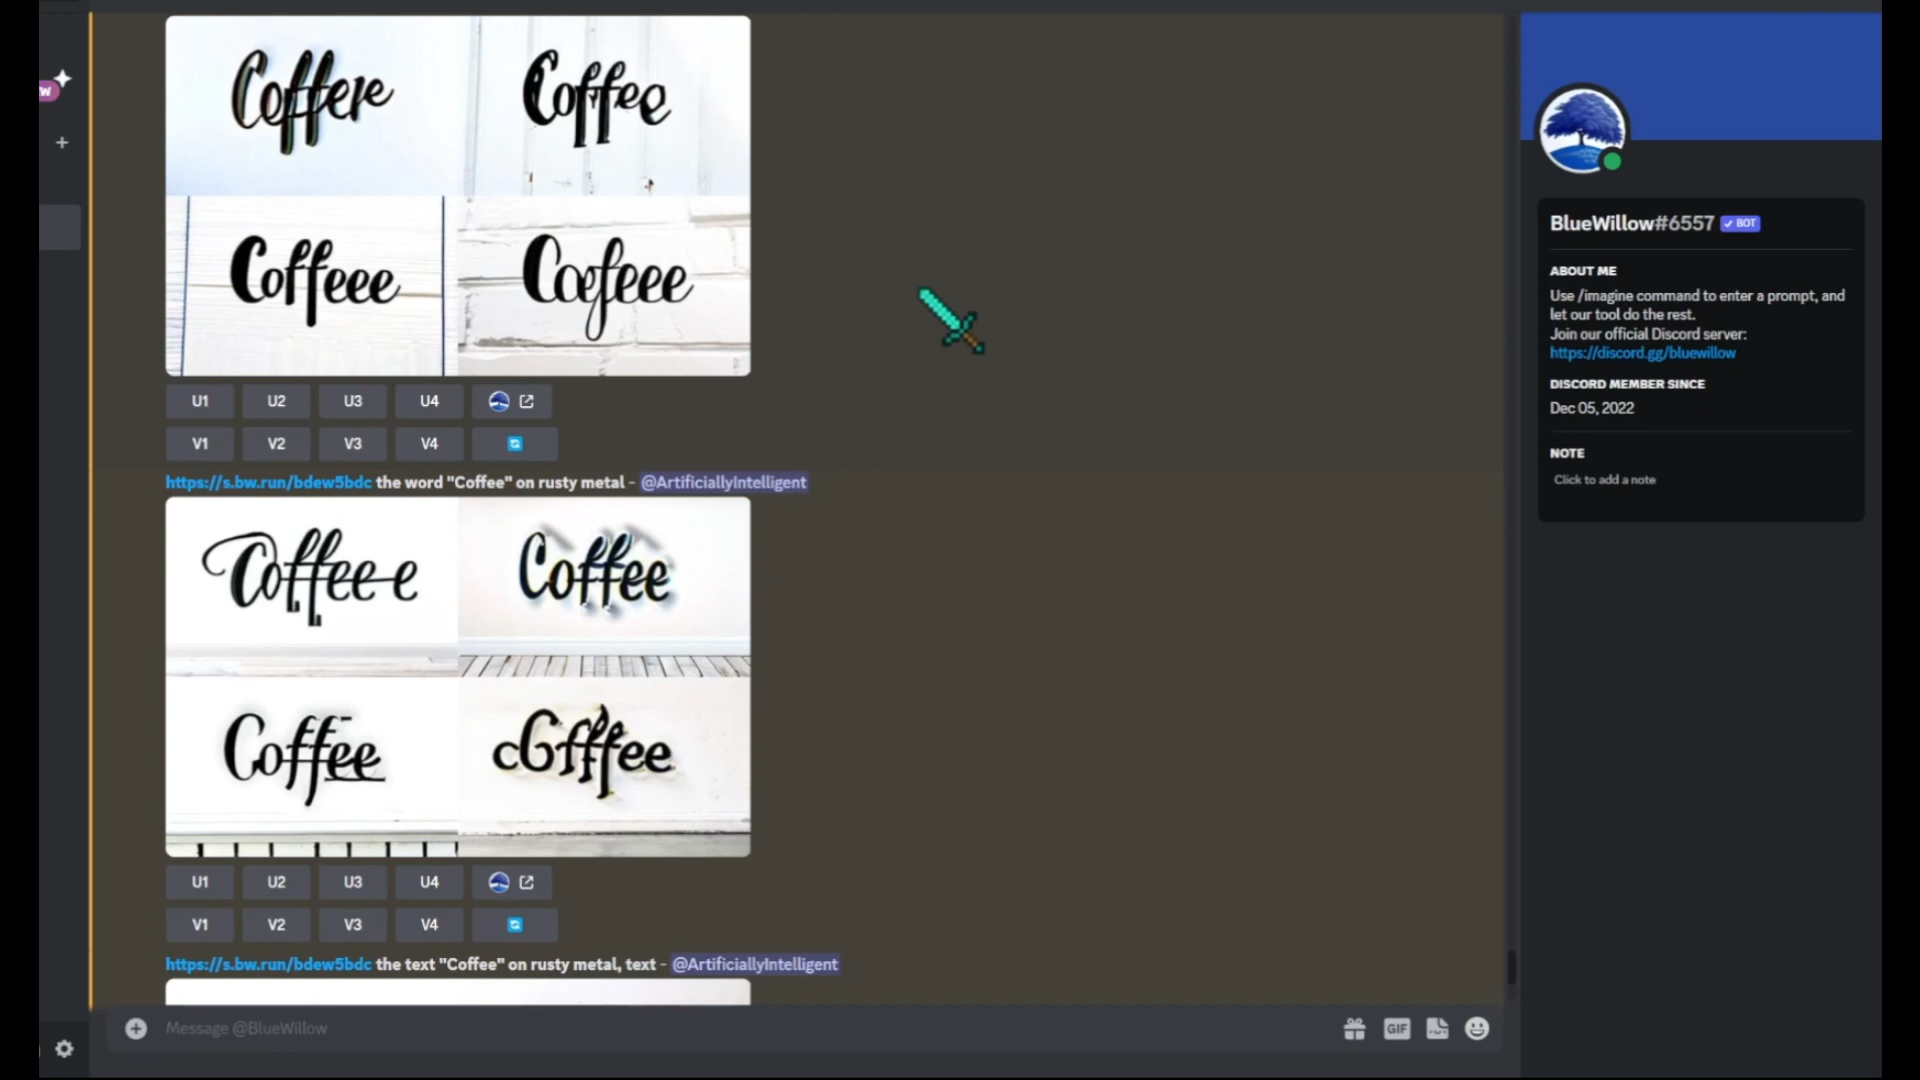 W
Coffere
Coffeo
Coffeee
Coefeee
U1 U2 U3 U4
V1 V2 V3 V4
https://s.bw.run/bdew5bdc the word "Coffee" on rusty metal - @ArtificiallyIntelligent
Coffee-e
Coffee
Coffee
cGfffee
U1 U2 U3 U4
V1 V2 V3 V4
https://s.bw.run/bdew5bdc the text "Coffee" on rusty metal, text - @ArtificiallyIntelligent
Message @BlueWillow
GIF
BlueWillow#6557 BOT
ABOUT ME
Use /imagine command to enter a prompt, and
let our tool do the rest.
Join our official Discord server:
https://discord.gg/bluewillow
DISCORD MEMBER SINCE
Dec 05, 2022
NOTE
Click to add a note